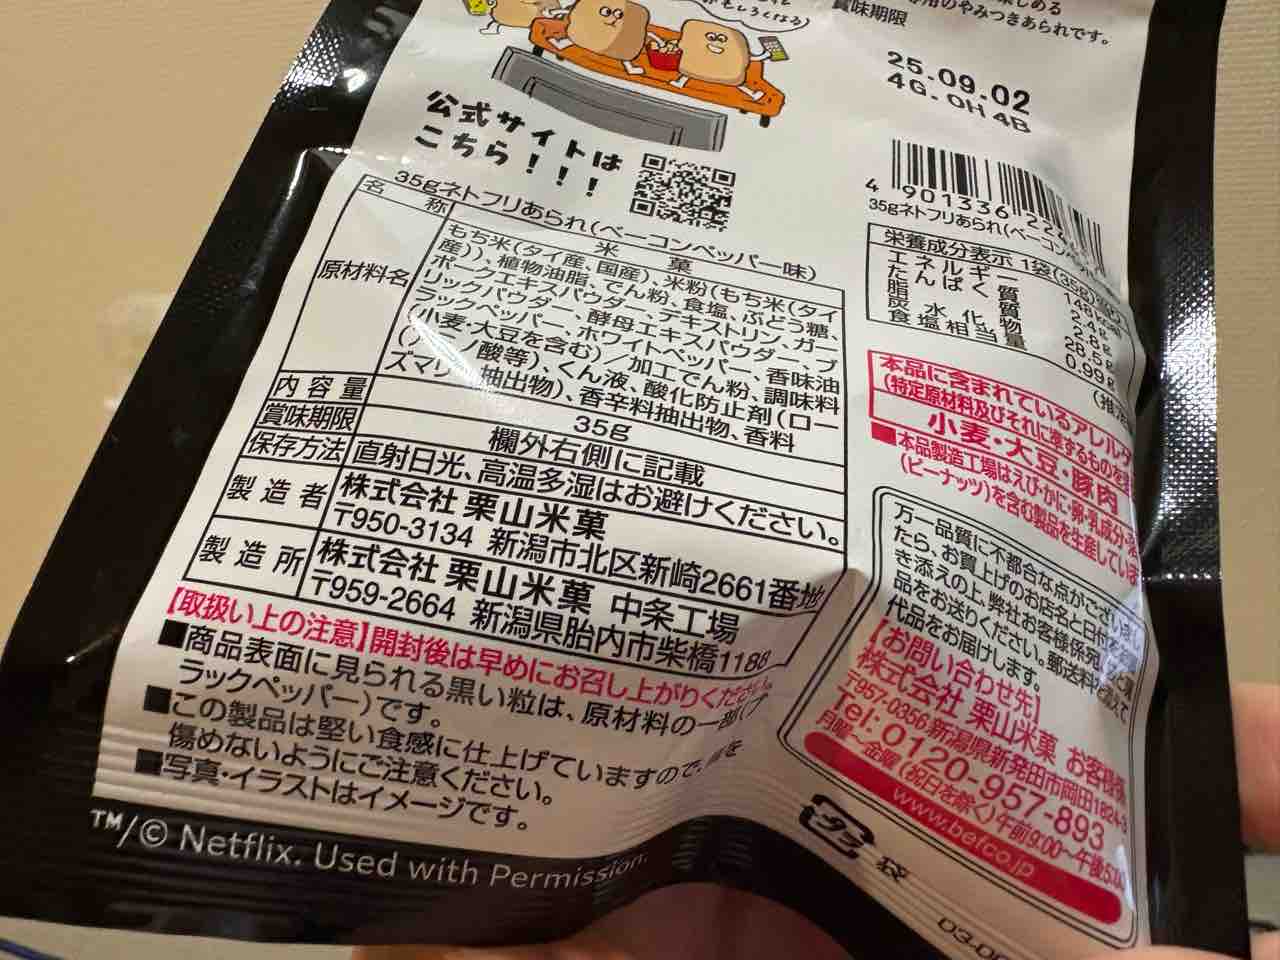 公式サイトは
こちら!!!
賞味期限
用のやみつきあられです。
25.09.02
4G.OH 4B
4 901336 22
35gネトフリあられ(ベーコンペッパー味)
名称 米菓
原材料名 もち米(タイ産、国産)、米粉(もち米(タイ
産))、植物油脂、でん粉、食塩、ぶどう糖、
ポークエキスパウダー、デキストリン、ガー
リックパウダー、酵母エキスパウダー、ブ
ラックペッパー、ホワイトペッパー、香味油
(小麦・大豆を含む)/加工でん粉、調味料
(アミノ酸等)、くん液、酸化防止剤(ロー
ズマリー抽出物)、香辛料抽出物、香料
内容量 35g
賞味期限 欄外右側に記載
保存方法 直射日光、高温多湿はお避けください。
製造者 株式会社 栗山米菓
〒950-3134 新潟市北区新崎2661番地
製造所 株式会社 栗山米菓 中条工場
〒959-2664 新潟県胎内市柴橋1188
【取扱い上の注意】開封後は早めにお召し上がりください。
■商品表面に見られる黒い粒は、原材料の一部(ブ
ラックペッパー)です。
■この製品は堅い食感に仕上げていますので、歯を
傷めないようにご注意ください。
■写真・イラストはイメージです。
TM/© Netflix. Used with Permission.
35gネトフリあられ(ベーコン
栄養成分表示 1袋(35g)
エネルギー 148kcal
たんぱく質 2.4g
脂質 2.8g
炭水化物 28.5g
食塩相当量 0.99g
(推
本品に含まれているアレル
(特定原材料及びそれに準ずるものを
小麦・大豆・豚肉
■本品製造工場はえび・かに・卵・乳成分・
(ピーナッツ)を含む製品を生産していま
万一品質に不都合な点がござい
たら、お買上げのお店名と日付を
き添えの上、弊社お客様係宛
品をお送りください。郵送料
代品をお届けします。
【お問い合わせ先】
株式会社 栗山米菓 お客様係
〒957-0356 新潟県新発田市岡田1824-3
Tel:0120-957-893
月曜~金曜(祝日を除く)午前9:00~午後5:00
www.befco.jp
プラ 袋